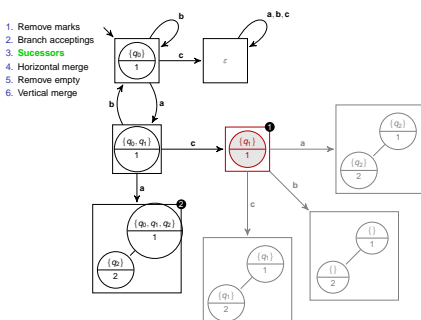 1. Remove marks
2. Branch acceptings
3. Sucessors
4. Horizontal merge
5. Remove empty
6. Vertical merge
b
a, b, c
{q₀}
1
c
ε
b
a
{q₀, q₁}
1
c
1
{q₁}
1
a
{q₂}
1
{q₂}
2
a
c
b
2
{q₀, q₁, q₂}
1
{q₂}
2
{q₁}
1
{q₁}
2
{}
1
{}
2